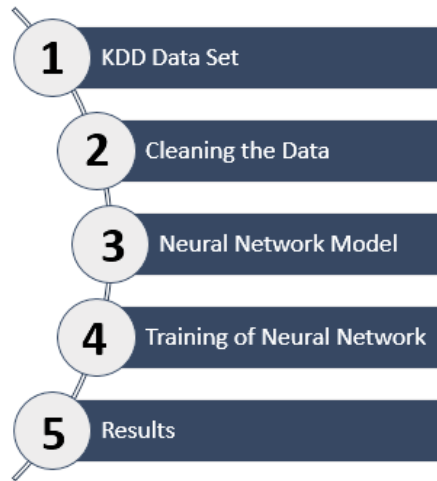 1 KDD Data Set
2 Cleaning the Data
3 Neural Network Model
4 Training of Neural Network
5 Results